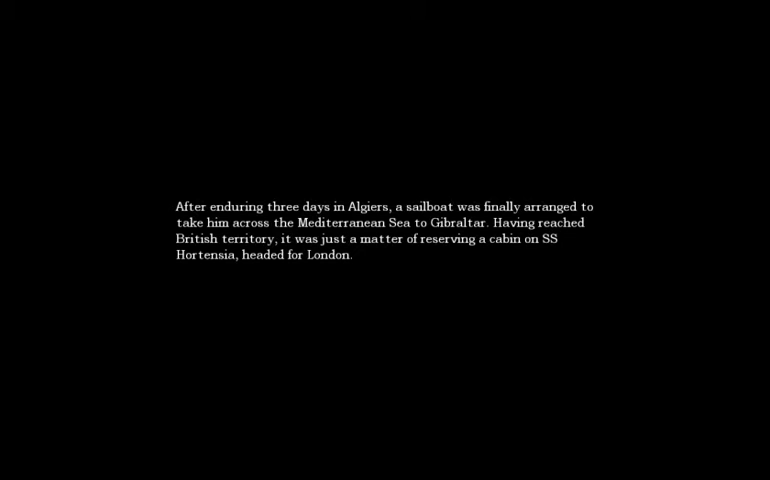 After enduring three days in Algiers, a sailboat was finally arranged to
take him across the Mediterranean Sea to Gibraltar. Having reached
British territory, it was just a matter of reserving a cabin on SS
Hortensia, headed for London.